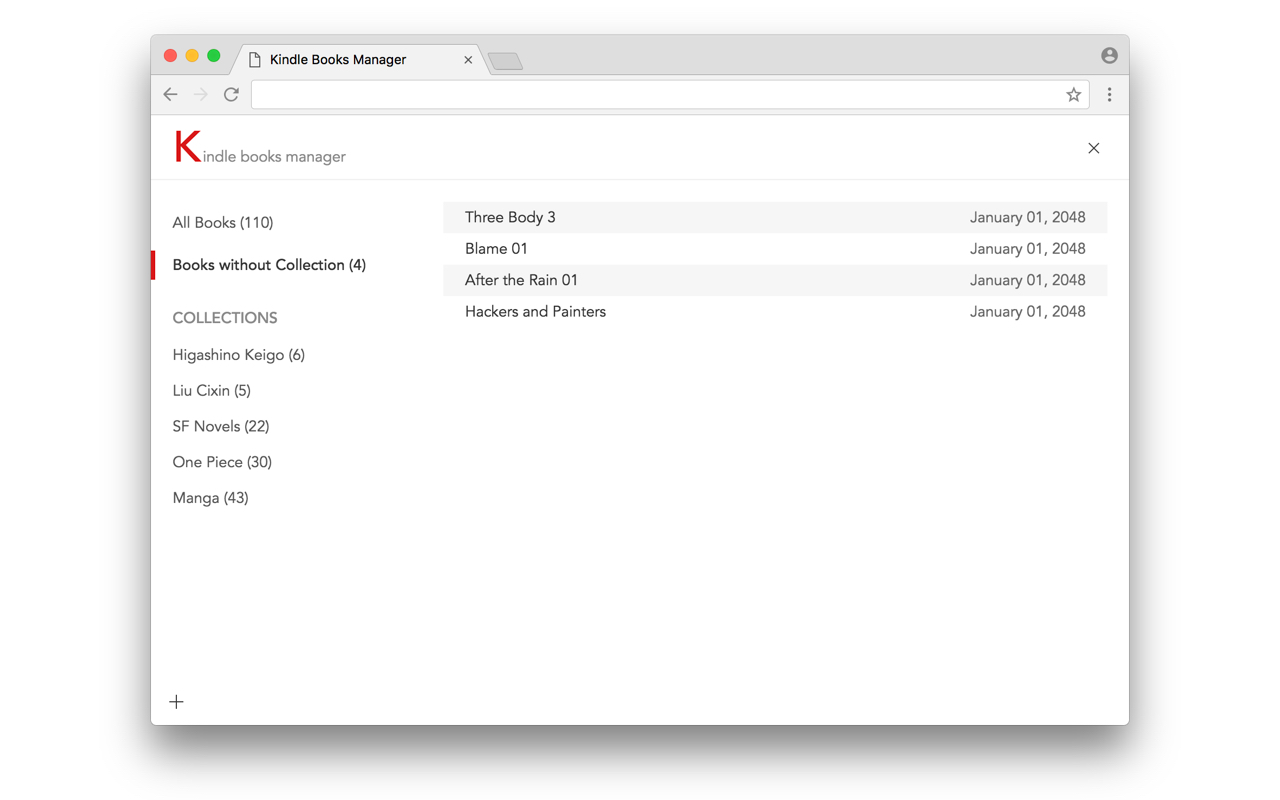 Kindle Books Manager
Kindle books manager
All Books (110)
Books without Collection (4)
COLLECTIONS
Higashino Keigo (6)
Liu Cixin (5)
SF Novels (22)
One Piece (30)
Manga (43)
Three Body 3 January 01, 2048
Blame 01 January 01, 2048
After the Rain 01 January 01, 2048
Hackers and Painters January 01, 2048